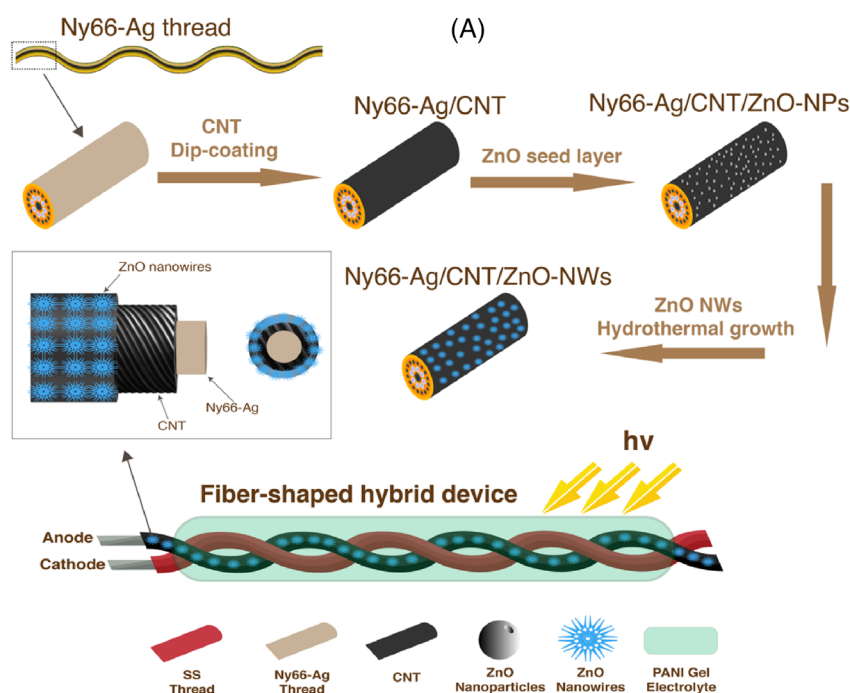 Ny66-Ag thread
(A)
CNT
Dip-coating
Ny66-Ag/CNT
ZnO seed layer
Ny66-Ag/CNT/ZnO-NPs
ZnO nanowires
Ny66-Ag
CNT
Ny66-Ag/CNT/ZnO-NWs
ZnO NWs
Hydrothermal growth
hv
Fiber-shaped hybrid device
Anode
Cathode
SS
Thread
Ny66-Ag
Thread
CNT
ZnO
Nanoparticles
ZnO
Nanowires
PANI Gel
Electrolyte